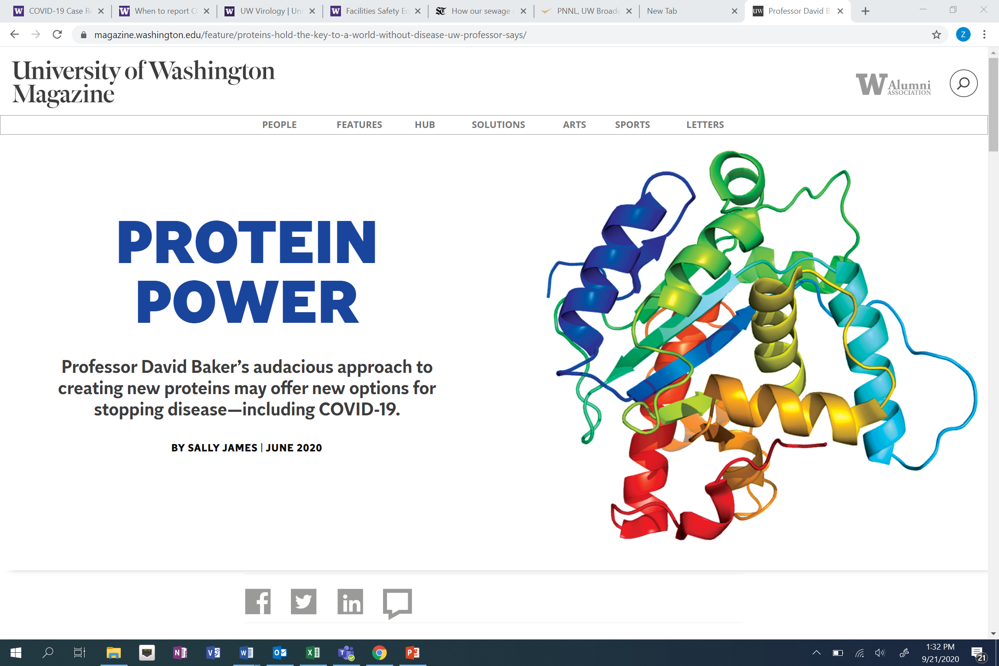 COVID-19 Case Re
When to report CO
UW Virology | Uni
Facilities Safety Eq
How our sewage c
PNNL, UW Broade
New Tab
Professor David B
magazine.washington.edu/feature/proteins-hold-the-key-to-a-world-without-disease-uw-professor-says/
Z
University of Washington
Magazine
W Alumni
ASSOCIATION
PEOPLE FEATURES HUB SOLUTIONS ARTS SPORTS LETTERS
PROTEIN
POWER
Professor David Baker’s audacious approach to
creating new proteins may offer new options for
stopping disease—including COVID-19.
BY SALLY JAMES | JUNE 2020
1:32 PM
9/21/2020
21